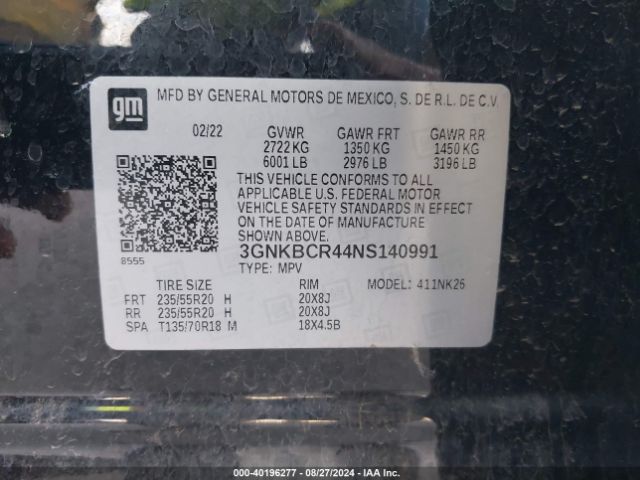 gm
MFD BY GENERAL MOTORS DE MEXICO, S. DE R.L. DE C.V.
02/22 GVWR GAWR FRT GAWR RR
2722 KG 1350 KG 1450 KG
6001 LB 2976 LB 3196 LB
THIS VEHICLE CONFORMS TO ALL
APPLICABLE U.S. FEDERAL MOTOR
VEHICLE SAFETY STANDARDS IN EFFECT
ON THE DATE OF MANUFACTURE
SHOWN ABOVE.
3GNKBCR44NS140991
8555
TYPE: MPV
TIRE SIZE RIM MODEL: 411NK26
FRT 235/55R20 H 20X8J
RR 235/55R20 H 20X8J
SPA T135/70R18 M 18X4.5B
000-40196277 - 08/27/2024 - IAA Inc.